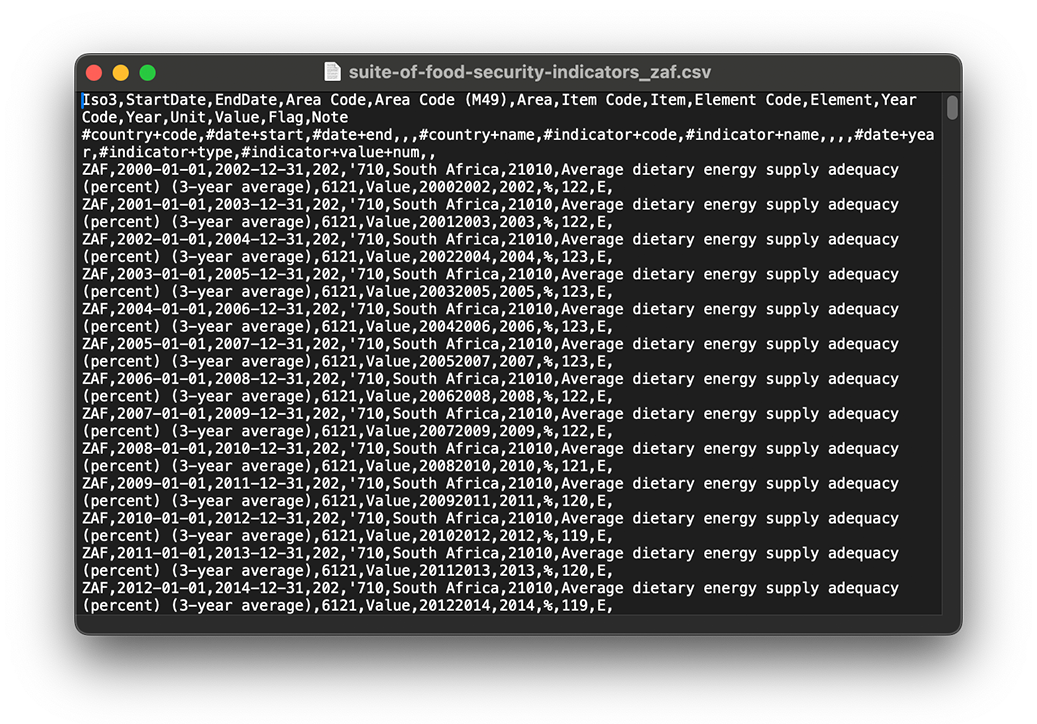 suite-of-food-security-indicators_zaf.csv
Iso3,StartDate,EndDate,Area Code,Area Code (M49),Area,Item Code,Item,Element Code,Element,Year
Code,Year,Unit,Value,Flag,Note
#country+code,#date+start,#date+end,,,#country+name,#indicator+code,#indicator+name,,,,#date+yea
r,#indicator+type,#indicator+value+num,,
ZAF,2000-01-01,2002-12-31,202,'710,South Africa,21010,Average dietary energy supply adequacy
(percent) (3-year average),6121,Value,20002002,2002,%,122,E,
ZAF,2001-01-01,2003-12-31,202,'710,South Africa,21010,Average dietary energy supply adequacy
(percent) (3-year average),6121,Value,20012003,2003,%,122,E,
ZAF,2002-01-01,2004-12-31,202,'710,South Africa,21010,Average dietary energy supply adequacy
(percent) (3-year average),6121,Value,20022004,2004,%,123,E,
ZAF,2003-01-01,2005-12-31,202,'710,South Africa,21010,Average dietary energy supply adequacy
(percent) (3-year average),6121,Value,20032005,2005,%,123,E,
ZAF,2004-01-01,2006-12-31,202,'710,South Africa,21010,Average dietary energy supply adequacy
(percent) (3-year average),6121,Value,20042006,2006,%,123,E,
ZAF,2005-01-01,2007-12-31,202,'710,South Africa,21010,Average dietary energy supply adequacy
(percent) (3-year average),6121,Value,20052007,2007,%,123,E,
ZAF,2006-01-01,2008-12-31,202,'710,South Africa,21010,Average dietary energy supply adequacy
(percent) (3-year average),6121,Value,20062008,2008,%,122,E,
ZAF,2007-01-01,2009-12-31,202,'710,South Africa,21010,Average dietary energy supply adequacy
(percent) (3-year average),6121,Value,20072009,2009,%,122,E,
ZAF,2008-01-01,2010-12-31,202,'710,South Africa,21010,Average dietary energy supply adequacy
(percent) (3-year average),6121,Value,20082010,2010,%,121,E,
ZAF,2009-01-01,2011-12-31,202,'710,South Africa,21010,Average dietary energy supply adequacy
(percent) (3-year average),6121,Value,20092011,2011,%,120,E,
ZAF,2010-01-01,2012-12-31,202,'710,South Africa,21010,Average dietary energy supply adequacy
(percent) (3-year average),6121,Value,20102012,2012,%,119,E,
ZAF,2011-01-01,2013-12-31,202,'710,South Africa,21010,Average dietary energy supply adequacy
(percent) (3-year average),6121,Value,20112013,2013,%,120,E,
ZAF,2012-01-01,2014-12-31,202,'710,South Africa,21010,Average dietary energy supply adequacy
(percent) (3-year average),6121,Value,20122014,2014,%,119,E,